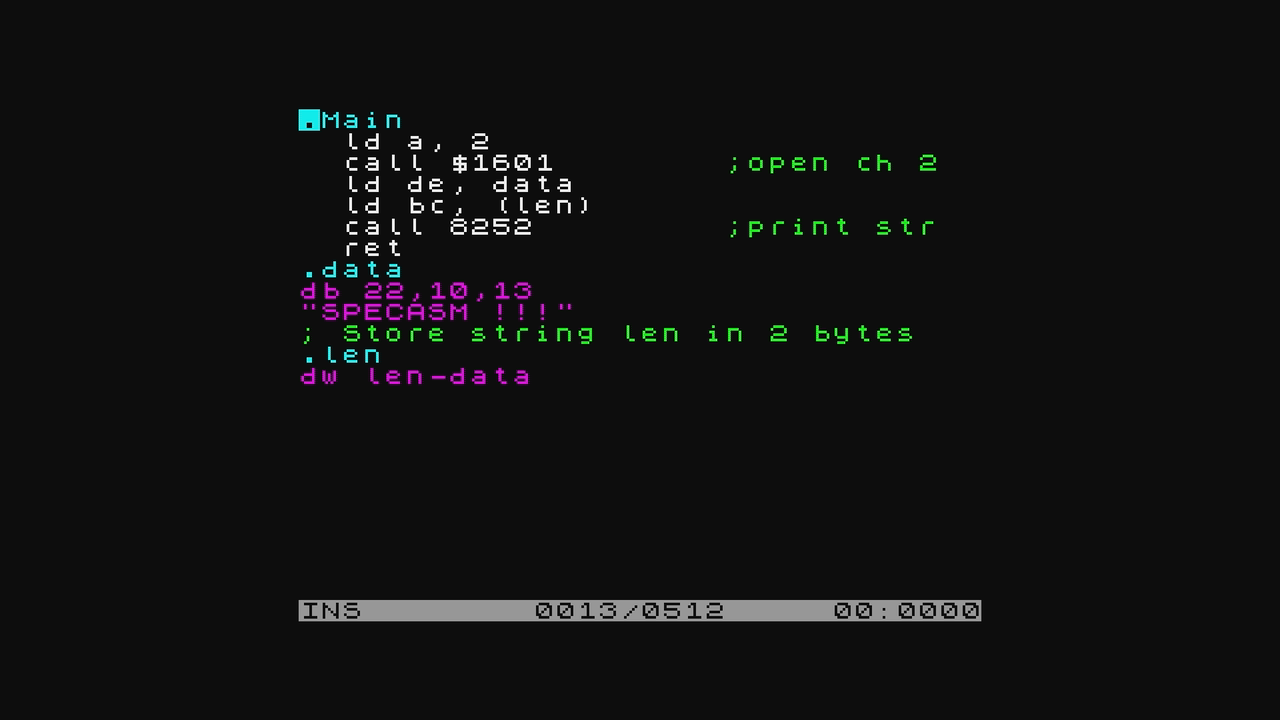 .Main
ld a, 2
call $1601 ;open ch 2
ld de, data
ld bc, (len)
call 8252 ;print str
ret
.data
db 22,10,13
"SPECASM !!!"
; Store string len in 2 bytes
.len
dw len-data
INS 0013/0512 00:0000